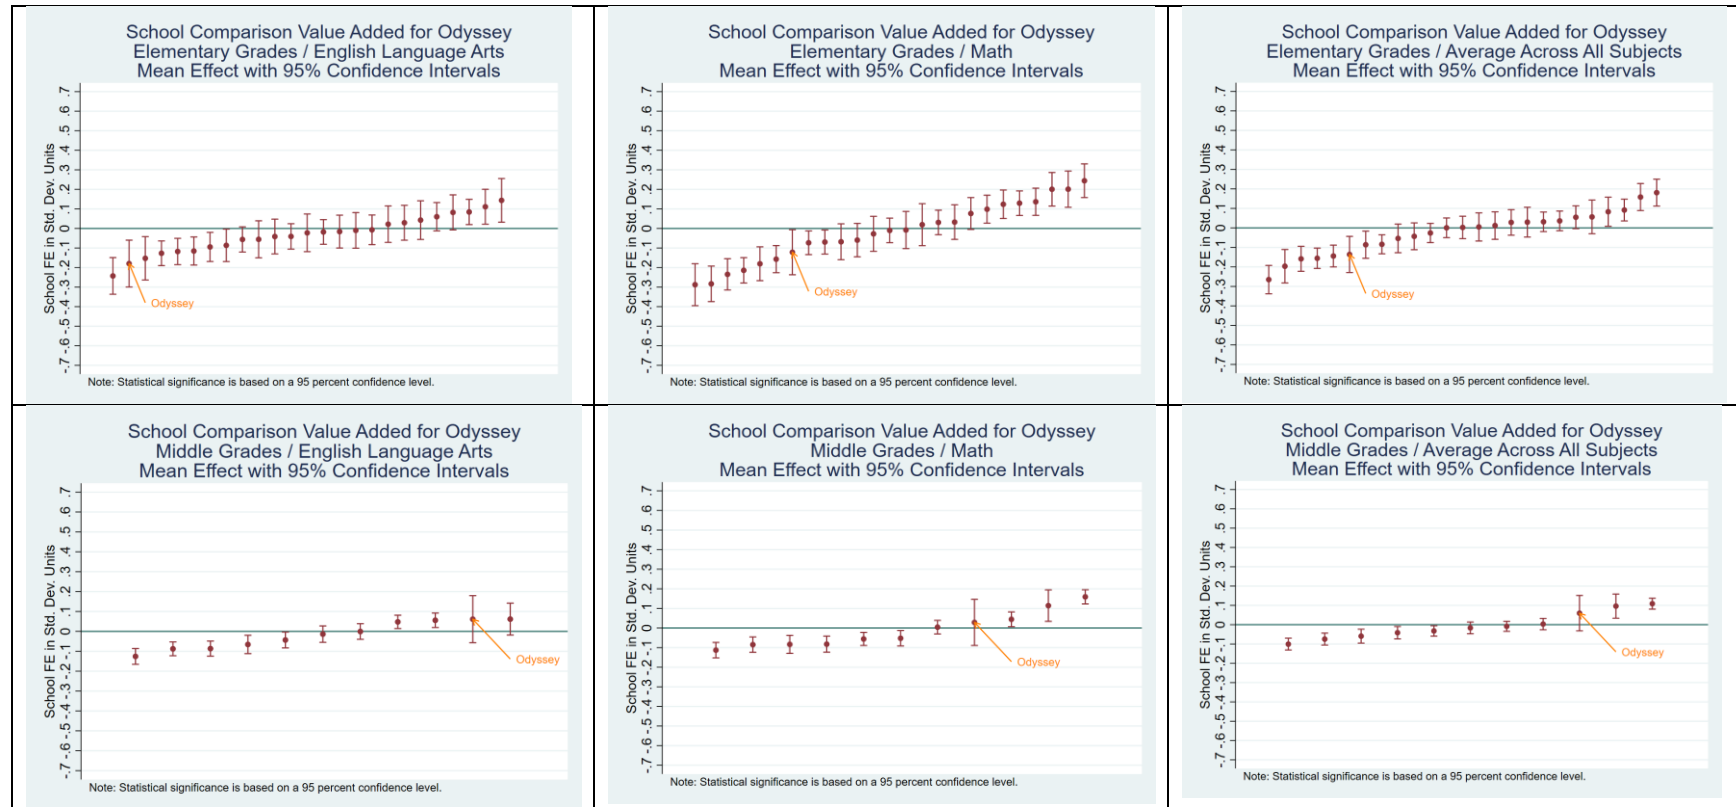 School Comparison Value Added for Odyssey
Elementary Grades / English Language Arts
Mean Effect with 95% Confidence Intervals
School FE in Std. Dev. Units
.7
.6
.5
.4
.3
.2
.1
0
-.1
-.2
-.3
-.4
-.5
-.6
-.7
Odyssey
Note: Statistical significance is based on a 95 percent confidence level.
School Comparison Value Added for Odyssey
Elementary Grades / Math
Mean Effect with 95% Confidence Intervals
School FE in Std. Dev. Units
.7
.6
.5
.4
.3
.2
.1
0
-.1
-.2
-.3
-.4
-.5
-.6
-.7
Odyssey
Note: Statistical significance is based on a 95 percent confidence level.
School Comparison Value Added for Odyssey
Elementary Grades / Average Across All Subjects
Mean Effect with 95% Confidence Intervals
School FE in Std. Dev. Units
.7
.6
.5
.4
.3
.2
.1
0
-.1
-.2
-.3
-.4
-.5
-.6
-.7
Odyssey
Note: Statistical significance is based on a 95 percent confidence level.
School Comparison Value Added for Odyssey
Middle Grades / English Language Arts
Mean Effect with 95% Confidence Intervals
School FE in Std. Dev. Units
.7
.6
.5
.4
.3
.2
.1
0
-.1
-.2
-.3
-.4
-.5
-.6
-.7
Odyssey
Note: Statistical significance is based on a 95 percent confidence level.
School Comparison Value Added for Odyssey
Middle Grades / Math
Mean Effect with 95% Confidence Intervals
School FE in Std. Dev. Units
.7
.6
.5
.4
.3
.2
.1
0
-.1
-.2
-.3
-.4
-.5
-.6
-.7
Odyssey
Note: Statistical significance is based on a 95 percent confidence level.
School Comparison Value Added for Odyssey
Middle Grades / Average Across All Subjects
Mean Effect with 95% Confidence Intervals
School FE in Std. Dev. Units
.7
.6
.5
.4
.3
.2
.1
0
-.1
-.2
-.3
-.4
-.5
-.6
-.7
Odyssey
Note: Statistical significance is based on a 95 percent confidence level.